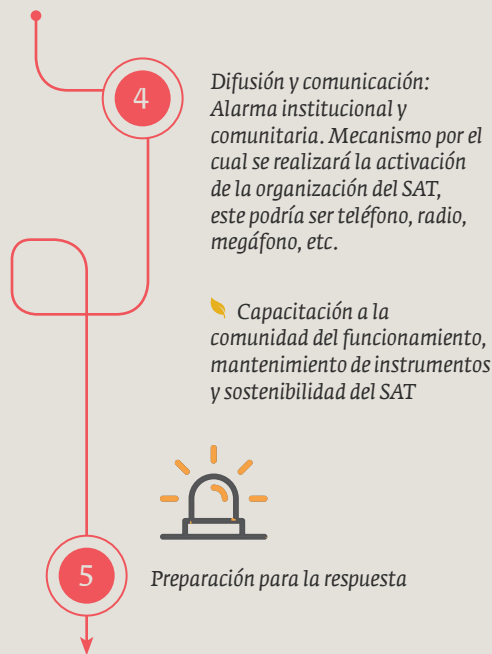 4
Difusión y comunicación:
Alarma institucional y
comunitaria. Mecanismo por el
cual se realizará la activación
de la organización del SAT,
este podría ser teléfono, radio,
megáfono, etc.
Capacitación a la
comunidad del funcionamiento,
mantenimiento de instrumentos
y sostenibilidad del SAT
5
Preparación para la respuesta